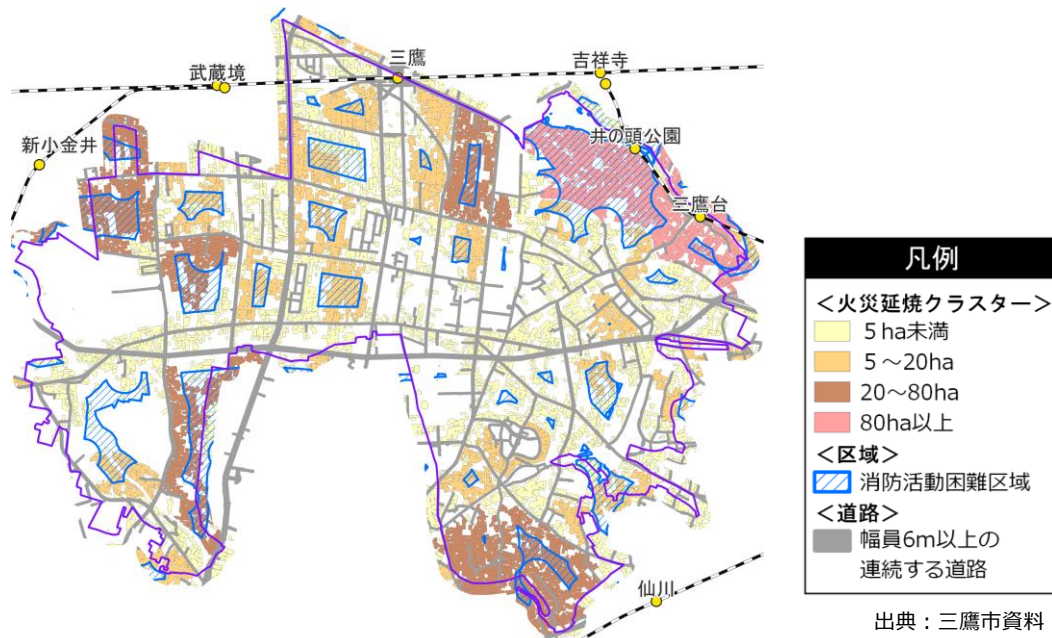 武蔵境
三鷹
吉祥寺
新小金井
井の頭公園
三鷹台
仙川
凡例
＜火災延焼クラスター＞
５ha未満
５～20ha
20～80ha
80ha以上
＜区域＞
消防活動困難区域
＜道路＞
幅員6m以上の
連続する道路
出典：三鷹市資料